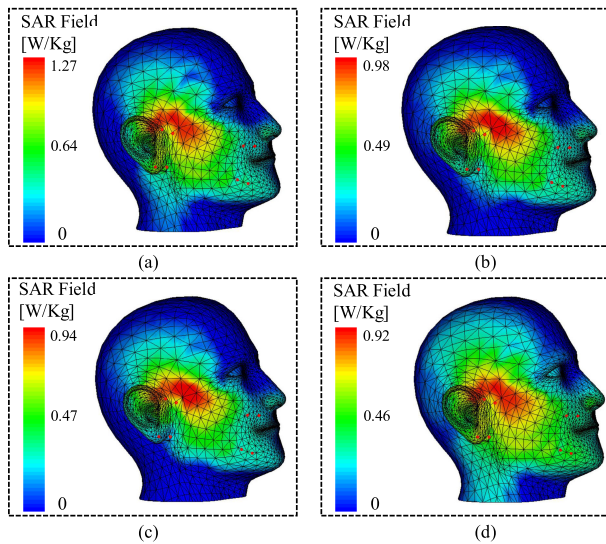 SAR Field
[W/Kg]
1.27
0.64
0
(a)
SAR Field
[W/Kg]
0.98
0.49
0
(b)
SAR Field
[W/Kg]
0.94
0.47
0
(c)
SAR Field
[W/Kg]
0.92
0.46
0
(d)